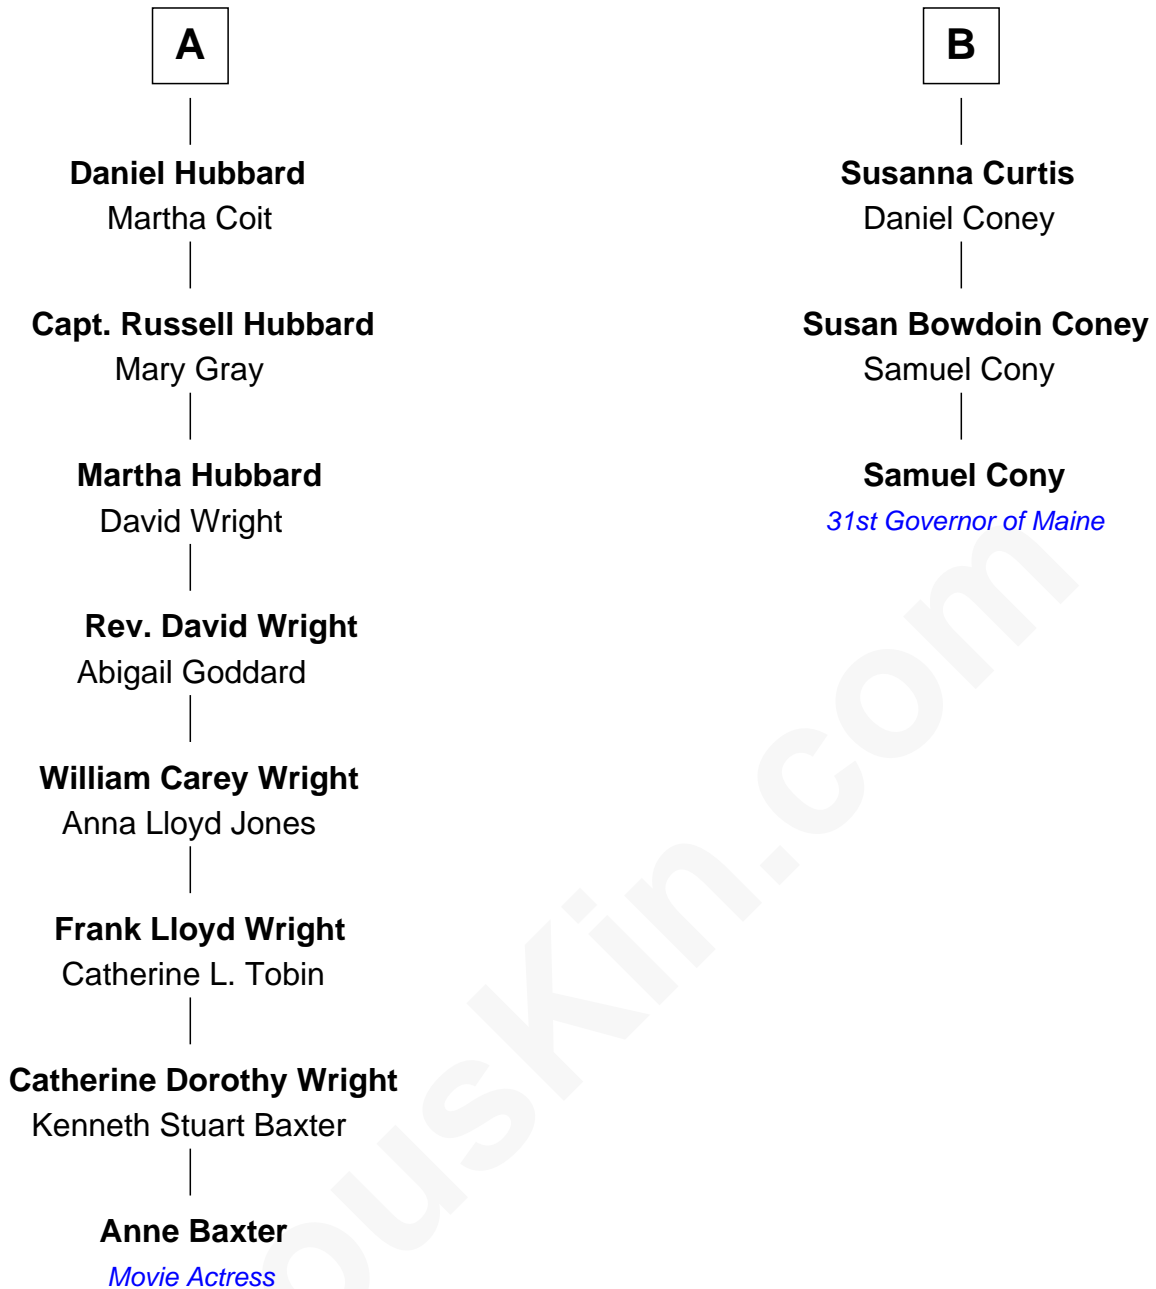 A
Daniel Hubbard
Martha Coit
Capt. Russell Hubbard
Mary Gray
Martha Hubbard
David Wright
Rev. David Wright
Abigail Goddard
William Carey Wright
Anna Lloyd Jones
Frank Lloyd Wright
Catherine L. Tobin
Catherine Dorothy Wright
Kenneth Stuart Baxter
Anne Baxter
Movie Actress
B
Susanna Curtis
Daniel Coney
Susan Bowdoin Coney
Samuel Cony
Samuel Cony
31st Governor of Maine
ousKin.com